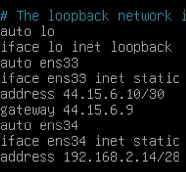 # The loopback network i
auto lo
iface lo inet loopback
auto ens33
iface ens33 inet static
address 44.15.6.10/30
gateway 44.15.6.9
auto ens34
iface ens34 inet static
address 192.168.2.14/28